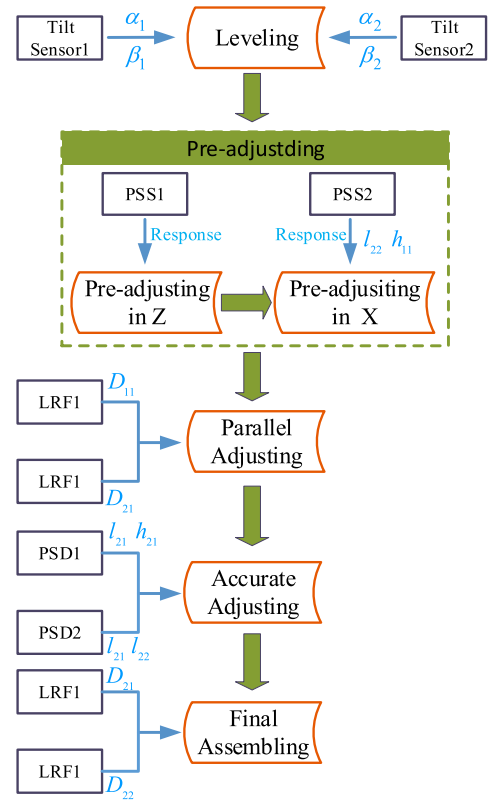 Tilt
Sensor1
α₁
β₁
Leveling
α₂
β₂
Tilt
Sensor2
Pre-adjustding
PSS1
PSS2
Response
Response
l₂₂ h₁₁
Pre-adjusting
in Z
Pre-adjusiting
in X
LRF1
D₁₁
LRF1
D₂₁
Parallel
Adjusting
PSD1
l₂₁ h₂₁
PSD2
l₂₁ l₂₂
Accurate
Adjusting
LRF1
D₂₁
LRF1
D₂₂
Final
Assembling